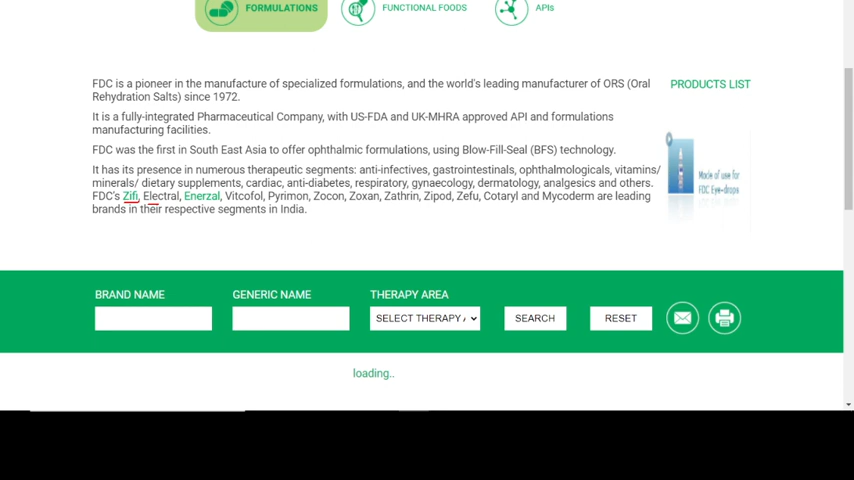 FORMULATIONS
FUNCTIONAL FOODS
APIs
FDC is a pioneer in the manufacture of specialized formulations, and the world's leading manufacturer of ORS (Oral
Rehydration Salts) since 1972.
PRODUCTS LIST
It is a fully-integrated Pharmaceutical Company, with US-FDA and UK-MHRA approved API and formulations
manufacturing facilities.
FDC was the first in South East Asia to offer ophthalmic formulations, using Blow-Fill-Seal (BFS) technology.
It has its presence in numerous therapeutic segments: anti-infectives, gastrointestinals, ophthalmologicals, vitamins/
minerals/ dietary supplements, cardiac, anti-diabetes, respiratory, gynaecology, dermatology, analgesics and others.
FDC's Zifi, Electral, Enerzal, Vitcofol, Pyrimon, Zocon, Zoxan, Zathrin, Zipod, Zefu, Cotaryl and Mycoderm are leading
brands in their respective segments in India.
Mode of use for
FDC Eye-drops
BRAND NAME
GENERIC NAME
THERAPY AREA
SELECT THERAPY
SEARCH
RESET
loading..